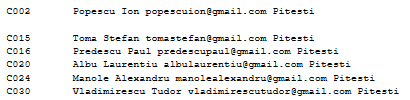 C002 Popescu Ion popescuion@gmail.com Pitesti
C015 Toma Stefan tomastefan@gmail.com Pitesti
C016 Predescu Paul predescupaul@gmail.com Pitesti
C020 Albu Laurentiu albulaurentiu@gmail.com Pitesti
C024 Manole Alexandru manolealexandru@gmail.com Pitesti
C030 Vladimirescu Tudor vladimirescutudor@gmail.com Pitesti